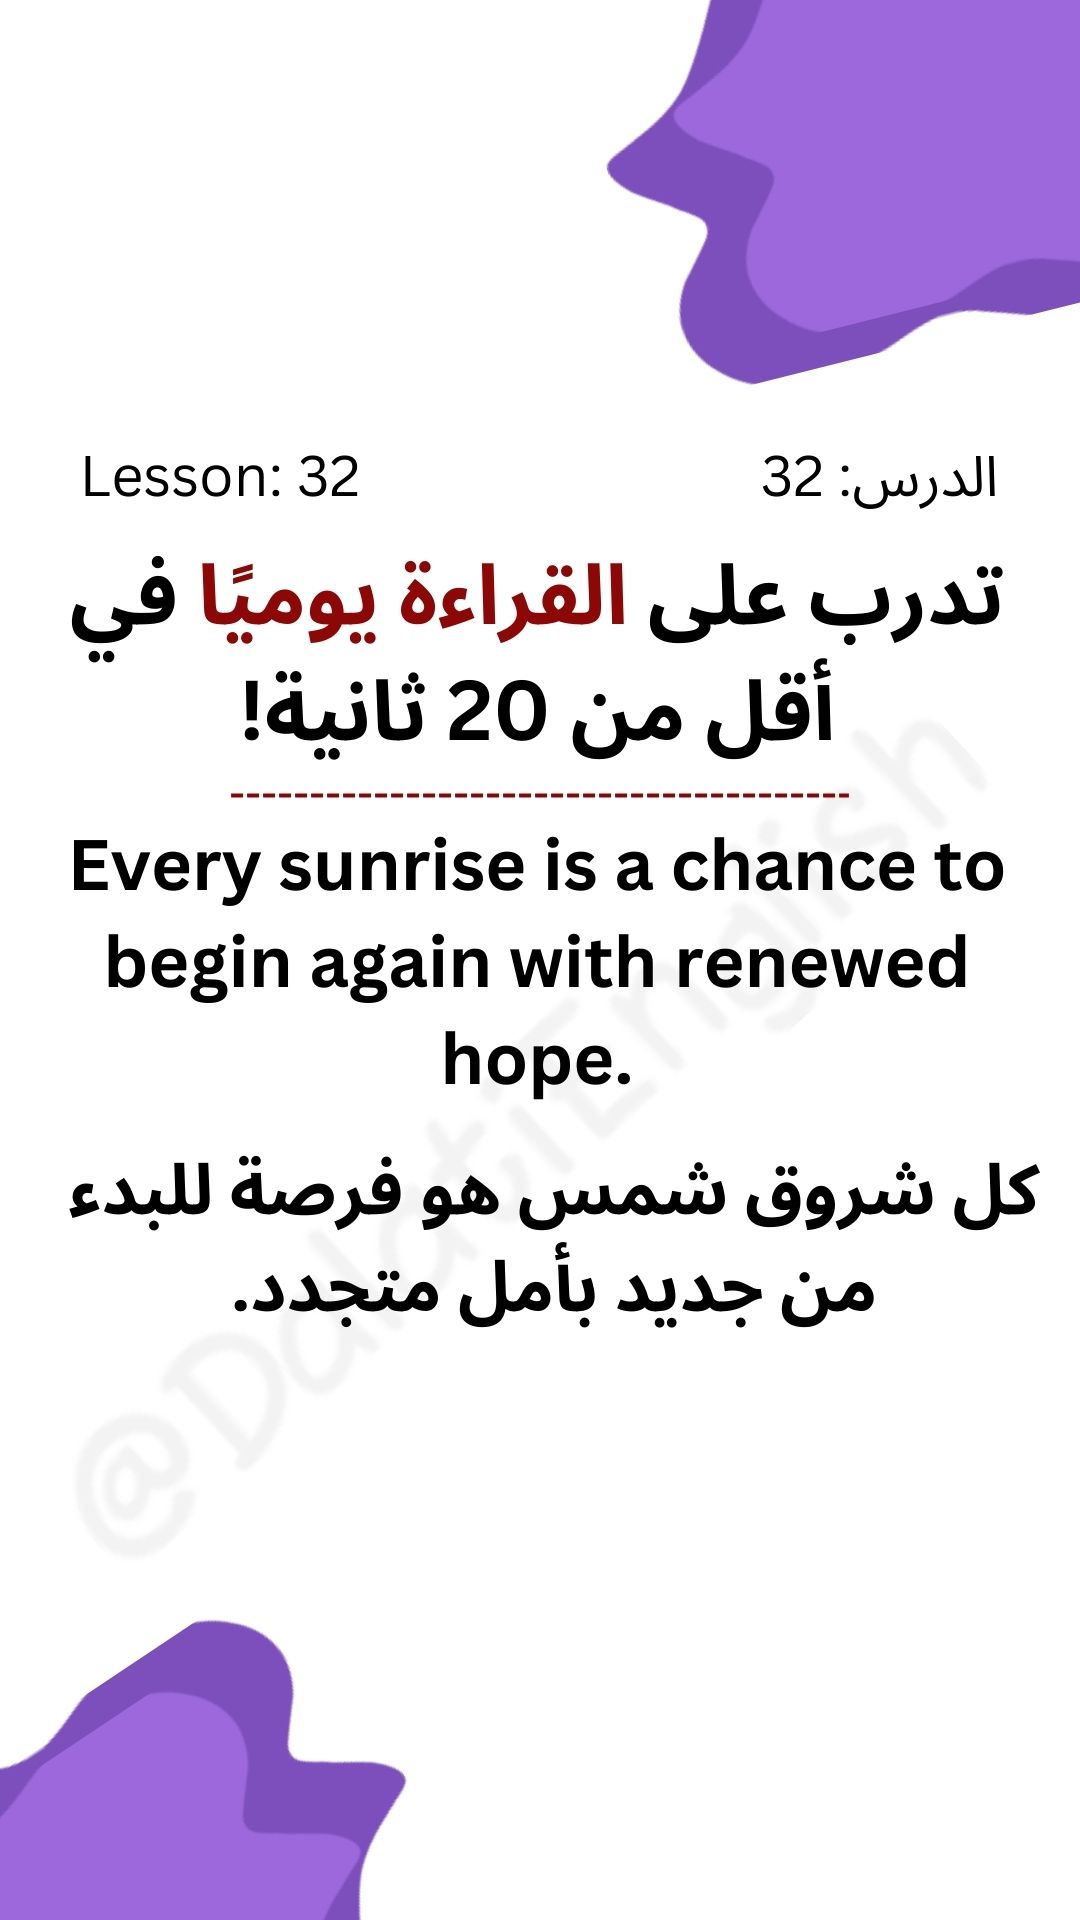 Lesson: 32
الدرس: 32
تدرب على القراءة يوميًا في
أقل من 20 ثانية!
---------------------------------------
Every sunrise is a chance to
begin again with renewed
hope.
كل شروق شمس هو فرصة للبدء
من جديد بأمل متجدد.
@DalatiEnglish